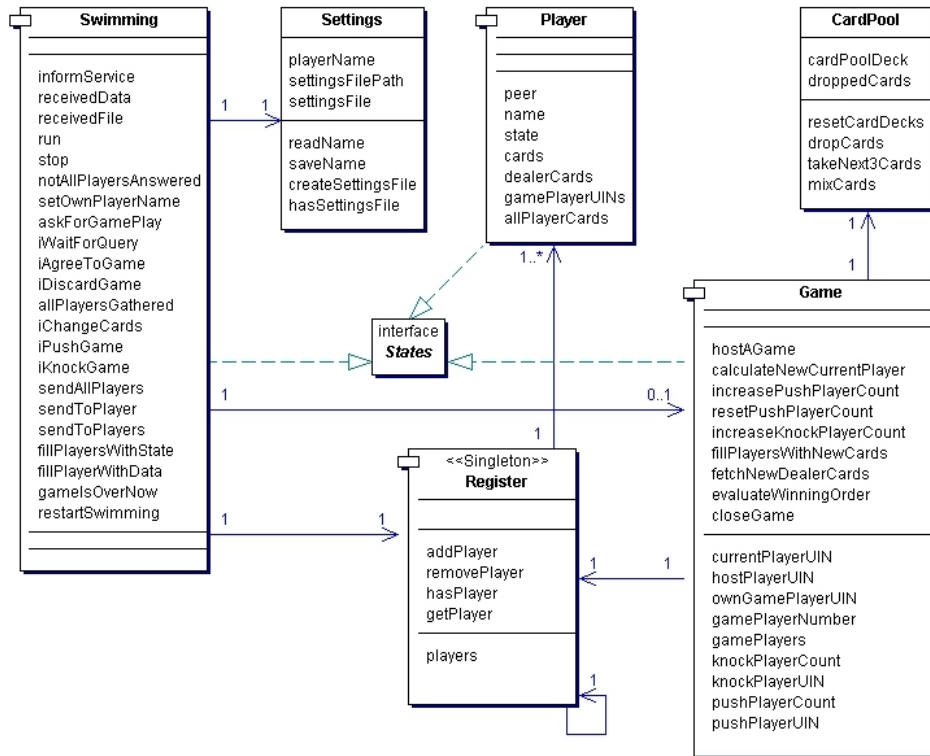 Swimming
informService
receivedData
receivedFile
run
stop
notAllPlayersAnswered
setOwnPlayerName
askForGamePlay
iWaitForQuery
iAgreeToGame
iDiscardGame
allPlayersGathered
iChangeCards
iPushGame
iKnockGame
sendAllPlayers
sendToPlayer
sendToPlayers
fillPlayersWithState
fillPlayerWithData
gameIsOverNow
restartSwimming
1
1
Settings
playerName
settingsFilePath
settingsFile
readName
saveName
createSettingsFile
hasSettingsFile
Player
peer
name
state
cards
dealerCards
gamePlayerUINs
allPlayerCards
1..*
CardPool
cardPoolDeck
droppedCards
resetCardDecks
dropCards
takeNext3Cards
mixCards
1
1
interface
States
1
0..1
Game
hostAGame
calculateNewCurrentPlayer
increasePushPlayerCount
resetPushPlayerCount
increaseKnockPlayerCount
fillPlayersWithNewCards
fetchNewDealerCards
evaluateWinningOrder
closeGame
currentPlayerUIN
hostPlayerUIN
ownGamePlayerUIN
gamePlayerNumber
gamePlayers
knockPlayerCount
knockPlayerUIN
pushPlayerCount
pushPlayerUIN
1
1
1
<<Singleton>>
Register
addPlayer
removePlayer
hasPlayer
getPlayer
players
1
1
1